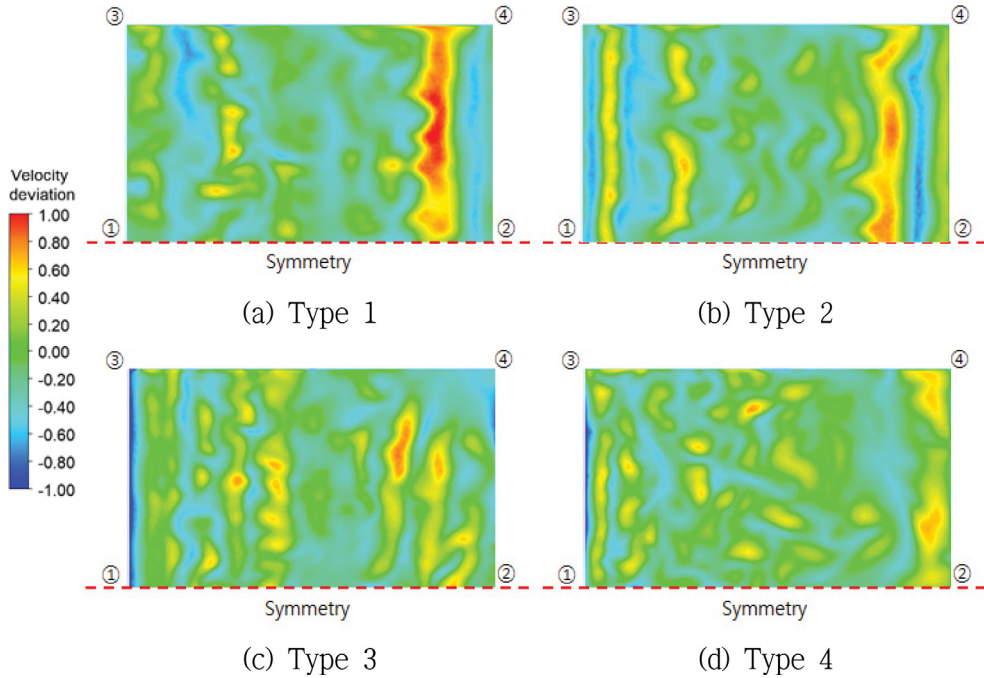 ③ ④ ③ ④
Velocity
deviation
1.00
0.80
0.60
0.40
0.20
0.00
-0.20
-0.40
-0.60
-0.80
-1.00
① ② ① ②
Symmetry Symmetry
(a) Type 1 (b) Type 2
③ ④ ③ ④
① ② ① ②
Symmetry Symmetry
(c) Type 3 (d) Type 4